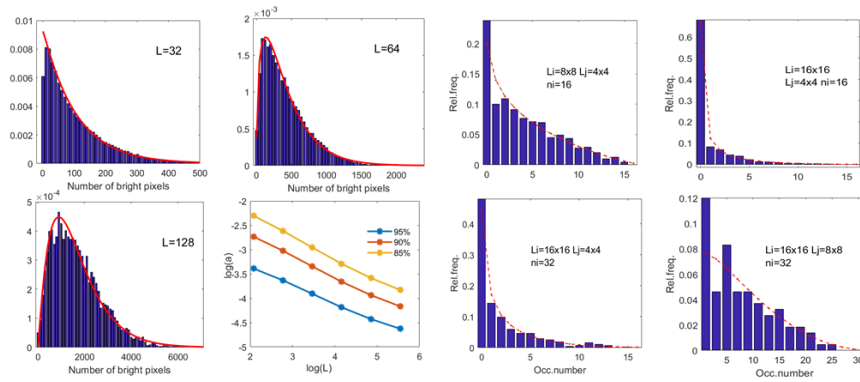 L=32
0.01
0.008
0.006
0.004
0.002
0
0 100 200 300 400 500
Number of bright pixels
2 ×10^-3
L=64
1.5
1
0.5
0
0 500 1000 1500 2000
Number of bright pixels
Rel.freq.
0.2
0.15
0.1
0.05
0
Li=8x8 Lj=4x4
ni=16
0 5 10 15
Rel.freq.
0.6
0.5
0.4
0.3
0.2
0.1
0
Li=16x16
Lj=4x4 ni=16
0 5 10 15
5 ×10^-4
L=128
4
3
2
1
0
0 2000 4000 6000
Number of bright pixels
log(a)
-2
-2.5
-3
-3.5
-4
-4.5
-5
95%
90%
85%
2 3 4 5 6
log(L)
Rel.freq.
0.4
0.3
0.2
0.1
0
Li=16x16 Lj=4x4
ni=32
0 5 10 15
Occ.number
Rel.freq.
0.12
0.1
0.08
0.06
0.04
0.02
0
Li=16x16 Lj=8x8
ni=32
5 10 15 20 25 30
Occ.number